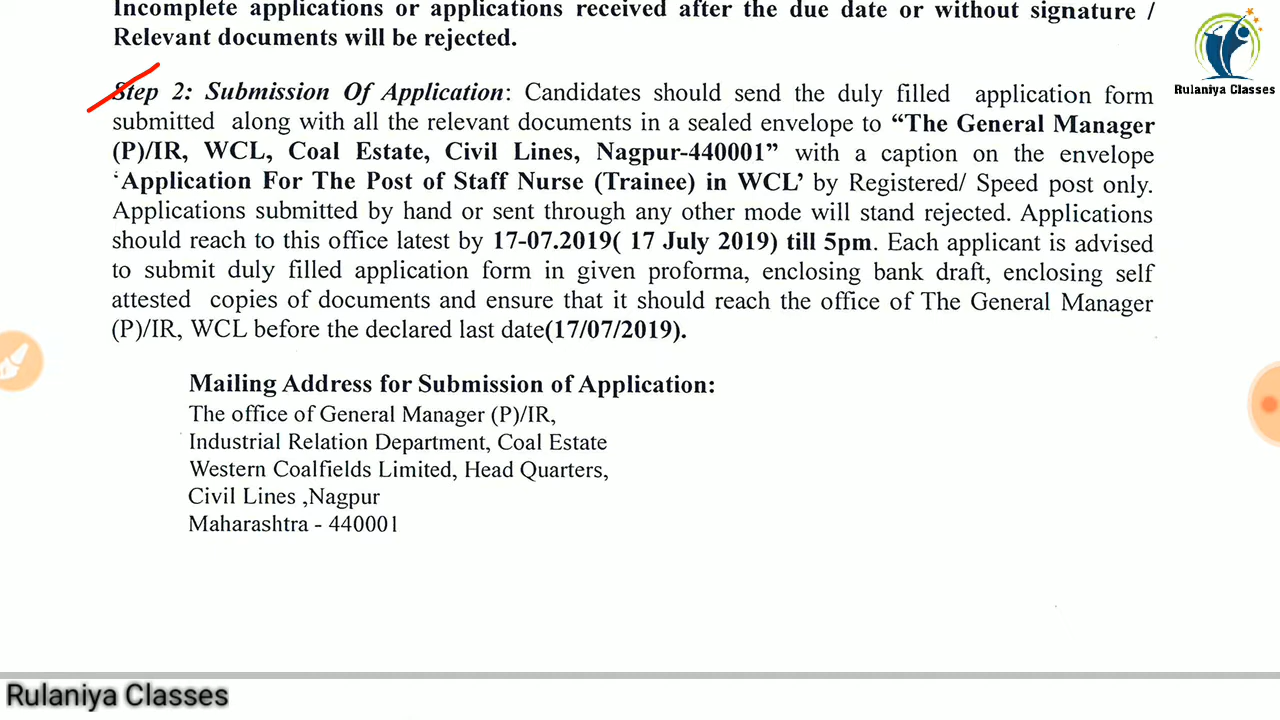 Incomplete applications or applications received after the due date or without signature /
Relevant documents will be rejected.
Rulaniya Classes
Step 2: Submission Of Application: Candidates should send the duly filled application form
submitted along with all the relevant documents in a sealed envelope to “The General Manager
(P)/IR, WCL, Coal Estate, Civil Lines, Nagpur-440001” with a caption on the envelope
‘Application For The Post of Staff Nurse (Trainee) in WCL’ by Registered/ Speed post only.
Applications submitted by hand or sent through any other mode will stand rejected. Applications
should reach to this office latest by 17-07.2019( 17 July 2019) till 5pm. Each applicant is advised
to submit duly filled application form in given proforma, enclosing bank draft, enclosing self
attested copies of documents and ensure that it should reach the office of The General Manager
(P)/IR, WCL before the declared last date(17/07/2019).
Mailing Address for Submission of Application:
The office of General Manager (P)/IR,
Industrial Relation Department, Coal Estate
Western Coalfields Limited, Head Quarters,
Civil Lines ,Nagpur
Maharashtra - 440001
Rulaniya Classes